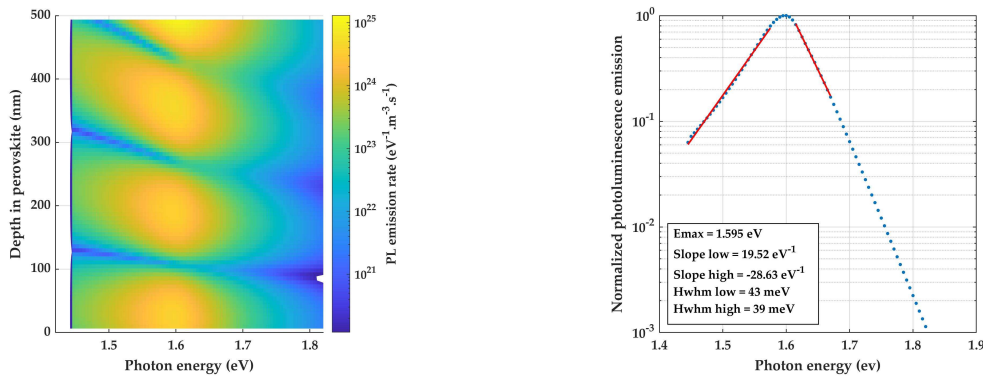 500
400
300
200
100
0
Depth in perovskite (nm)
1.5
1.6
1.7
1.8
Photon energy (eV)
10^25
10^24
10^23
10^22
10^21
PL emission rate (eV^-1.m^-3.s^-1)
10^0
10^-1
10^-2
10^-3
Normalized photoluminescence emission
Emax = 1.595 eV
Slope low = 19.52 eV^-1
Slope high = -28.63 eV^-1
Hwhm low = 43 meV
Hwhm high = 39 meV
1.4
1.5
1.6
1.7
1.8
1.9
Photon energy (ev)